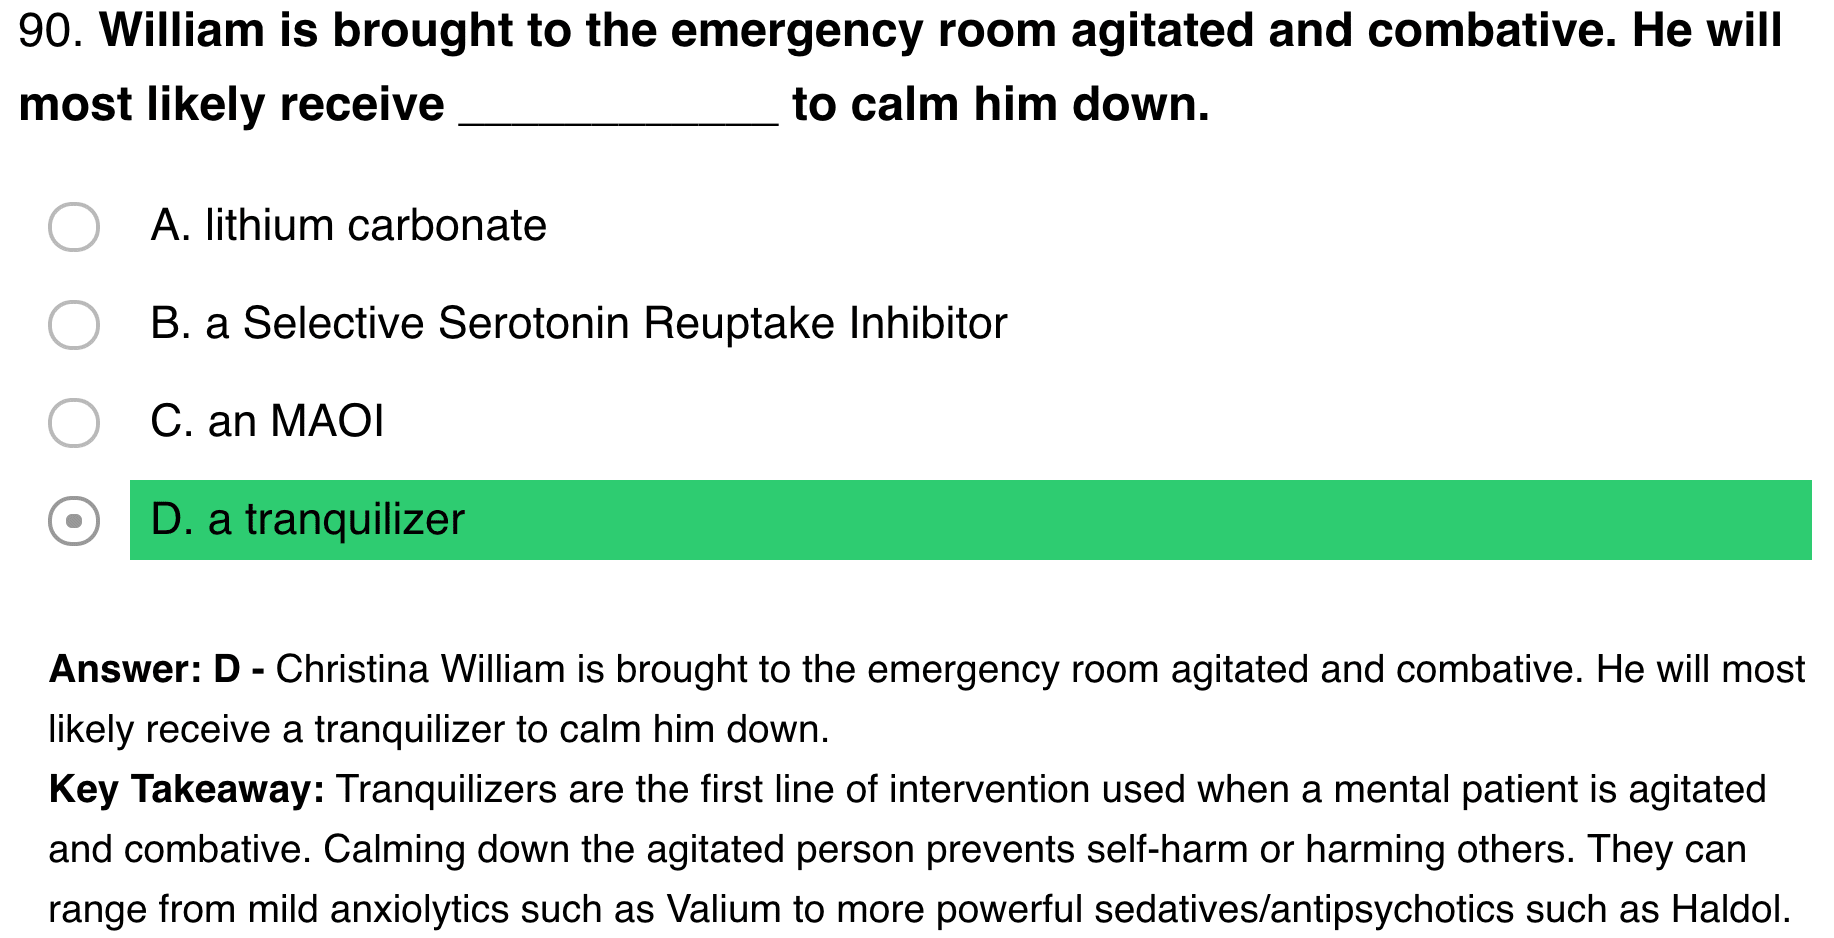 90. William is brought to the emergency room agitated and combative. He will
most likely receive ____________ to calm him down.
A. lithium carbonate
B. a Selective Serotonin Reuptake Inhibitor
C. an MAOI
D. a tranquilizer
Answer: D - Christina William is brought to the emergency room agitated and combative. He will most
likely receive a tranquilizer to calm him down.
Key Takeaway: Tranquilizers are the first line of intervention used when a mental patient is agitated
and combative. Calming down the agitated person prevents self-harm or harming others. They can
range from mild anxiolytics such as Valium to more powerful sedatives/antipsychotics such as Haldol.